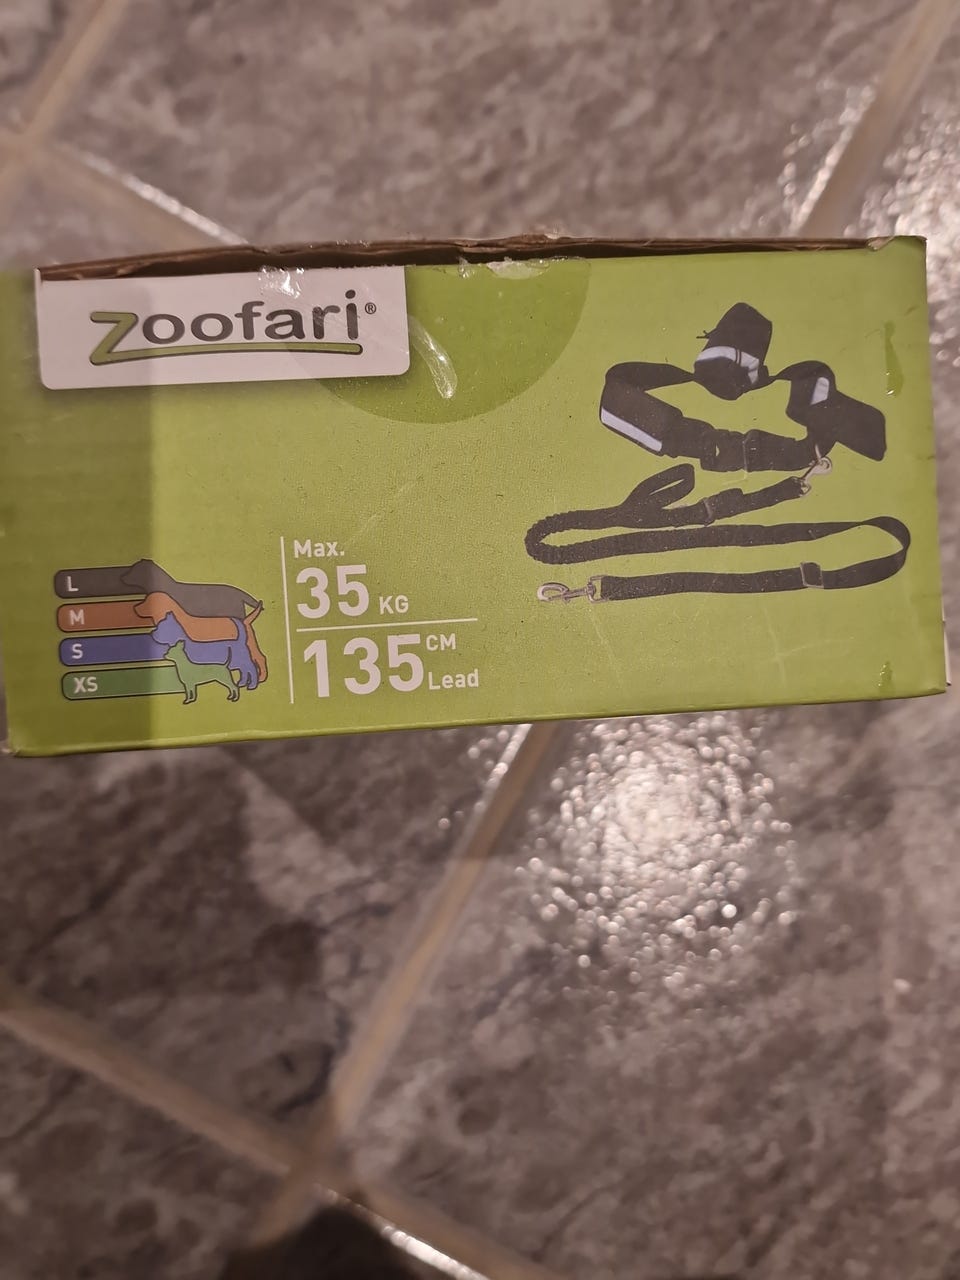 zoofari®
L
M
S
XS
Max.
35 KG
135 CM Lead